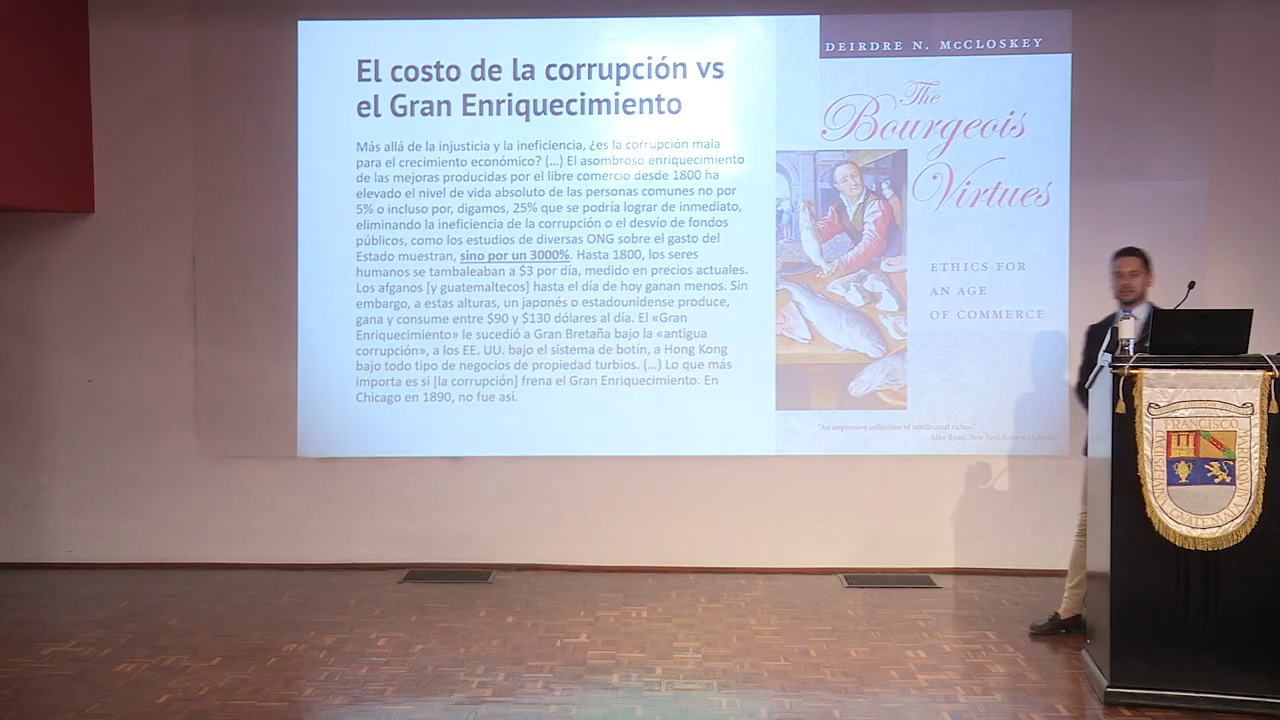 El costo de la corrupción vs
el Gran Enriquecimiento
Más allá de la injusticia y la ineficiencia, ¿es la corrupción mala
para el crecimiento económico? (...) El asombroso enriquecimiento
de las mejoras producidas por el libre comercio desde 1800 ha
elevado el nivel de vida absoluto de las personas comunes no por
5% o incluso por, digamos, 25% que se podría lograr de inmediato,
eliminando la ineficiencia de la corrupción o el desvío de fondos
públicos, como los estudios de diversas ONG sobre el gasto del
Estado muestran, sino por un 3000%. Hasta 1800, los seres
humanos se tambaleaban a $3 por día, medido en precios actuales.
Los afganos [y guatemaltecos] hasta el día de hoy ganan menos. Sin
embargo, a estas alturas, un japonés o estadounidense produce,
gana y consume entre $90 y $130 dólares al día. El «Gran
Enriquecimiento» le sucedió a Gran Bretaña bajo la «antigua
corrupción», a los EE. UU. bajo el sistema de botín, a Hong Kong
bajo todo tipo de negocios de propiedad turbios. (...) Lo que más
importa es si [la corrupción] frena el Gran Enriquecimiento. En
Chicago en 1890, no fue así.
DEIRDRE N. McCLOSKEY
The
Bourgeois
Virtues
ETHICS FOR
AN AGE
OF COMMERCE
"An impressive collection of intellectual riches."
Alan Ryan, New York Review of Books
FRANCISCO
GUATEMALA